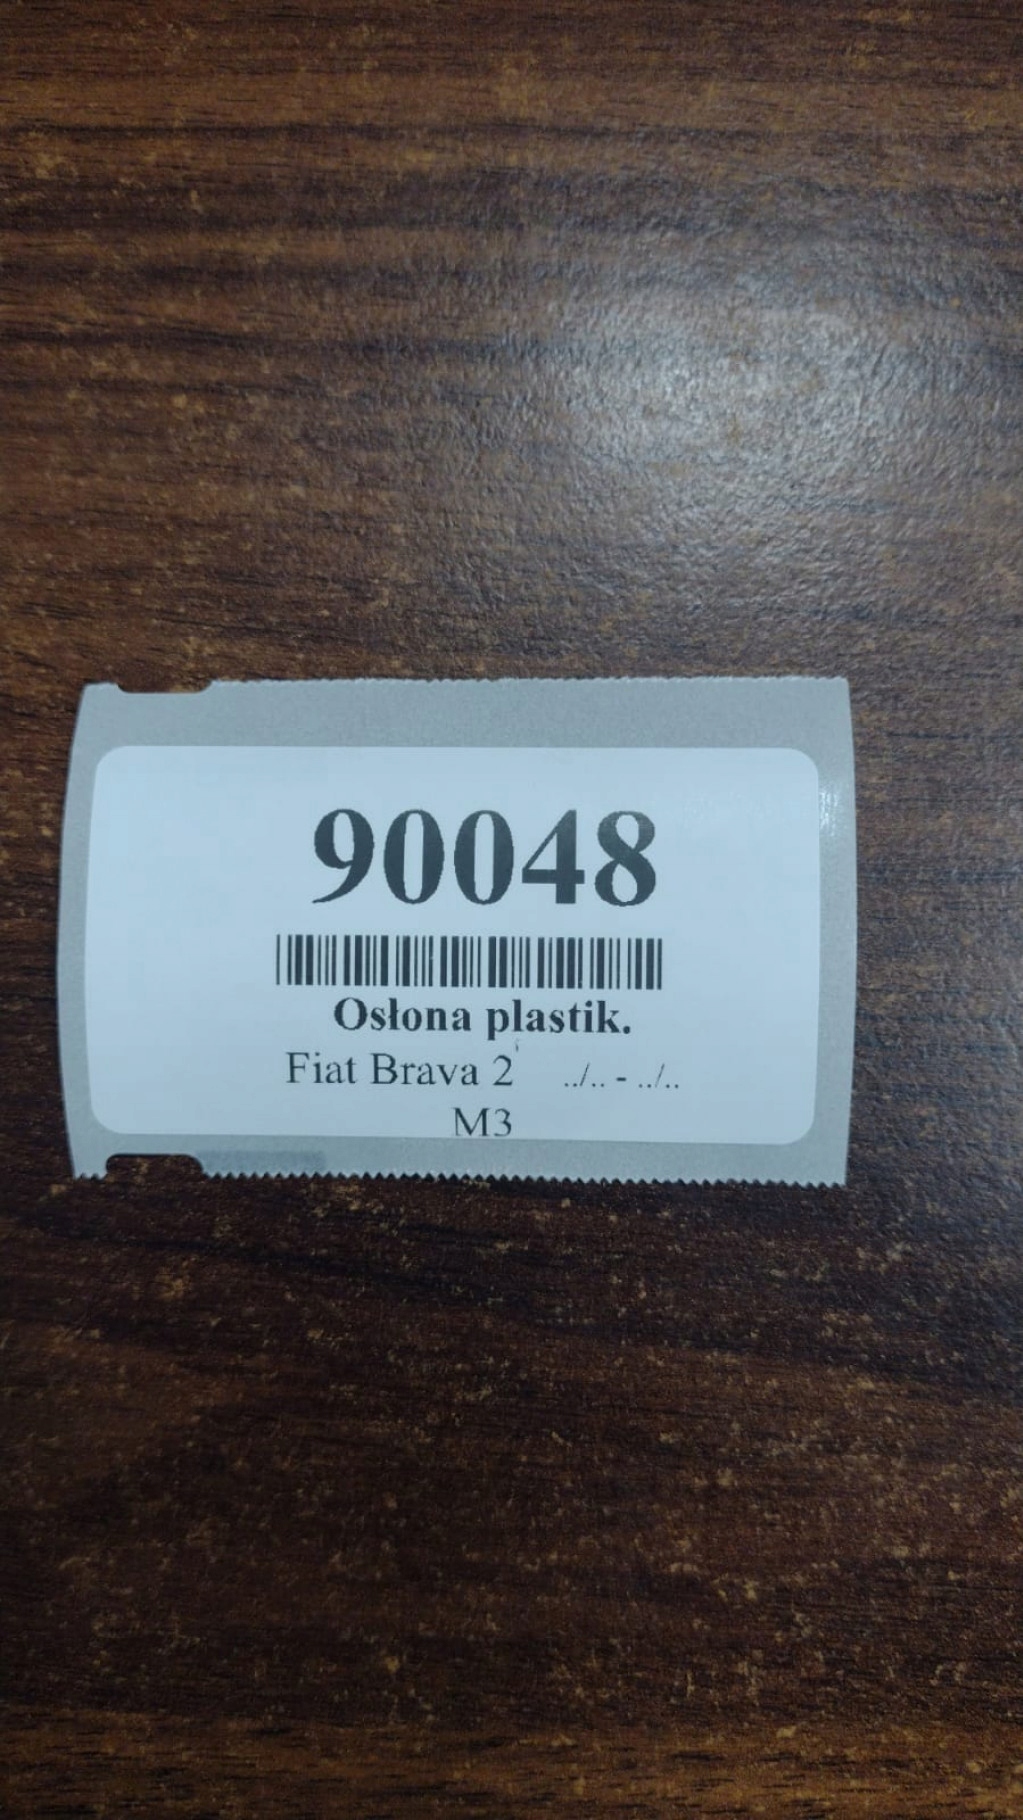 90048
Osłona plastik.
Fiat Brava 2 ../.. - ../..
M3